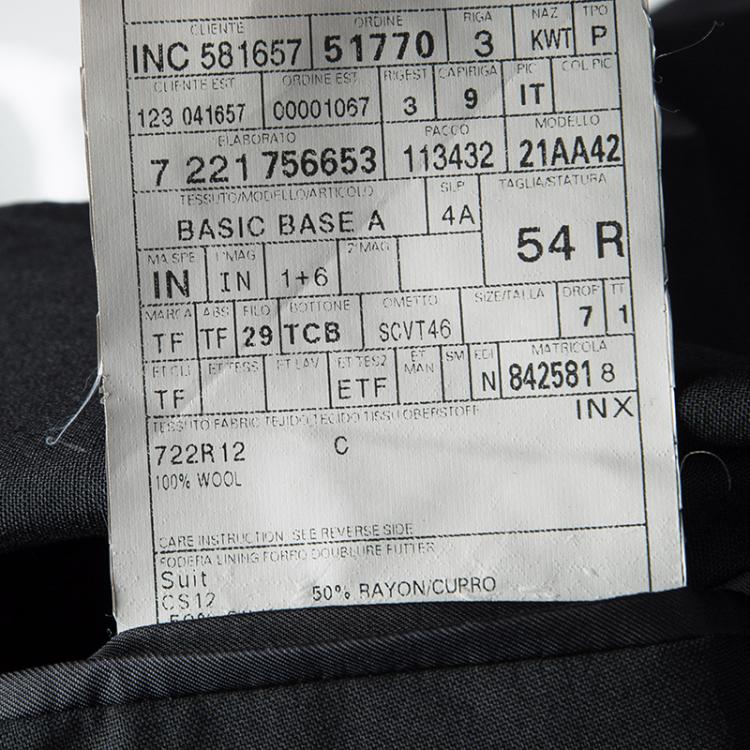 CLIENTE ORDINE RIGA NAZ TPO
INC 581657 51770 3 KWT P
CLIENTE EST ORDINE EST RIGEST CAPIRIGA PIC COL PIC
123 041657 00001067 3 9 IT
ELABORATO PACCO MODELLO
7 221 756653 113432 21AA42
TESSUTO/MODELLO/ARTICOLO SLP TAGLIA/STATURA
BASIC BASE A 4A 54 R
MA SPE 1°MAG 2°MAG
IN IN 1+6
MARCA ABS FILO BOTTONE OMETTO SIZE/TALLA DROP TT
TF TF 29 TCB SCVT46 7 1
ET CLI ET TESS ET LAV ET TES2 ET MAN SM EDI MATRICOLA
TF ETF N 842581 8
TESSUTO FABRIC TEJIDO TECIDO TISSU OBERSTOFF INX
722R12 C
100% WOOL
CARE INSTRUCTION SEE REVERSE SIDE
FODERA LINING FORRO DOUBLURE FUTTER
Suit
CS12 50% RAYON/CUPRO
50%